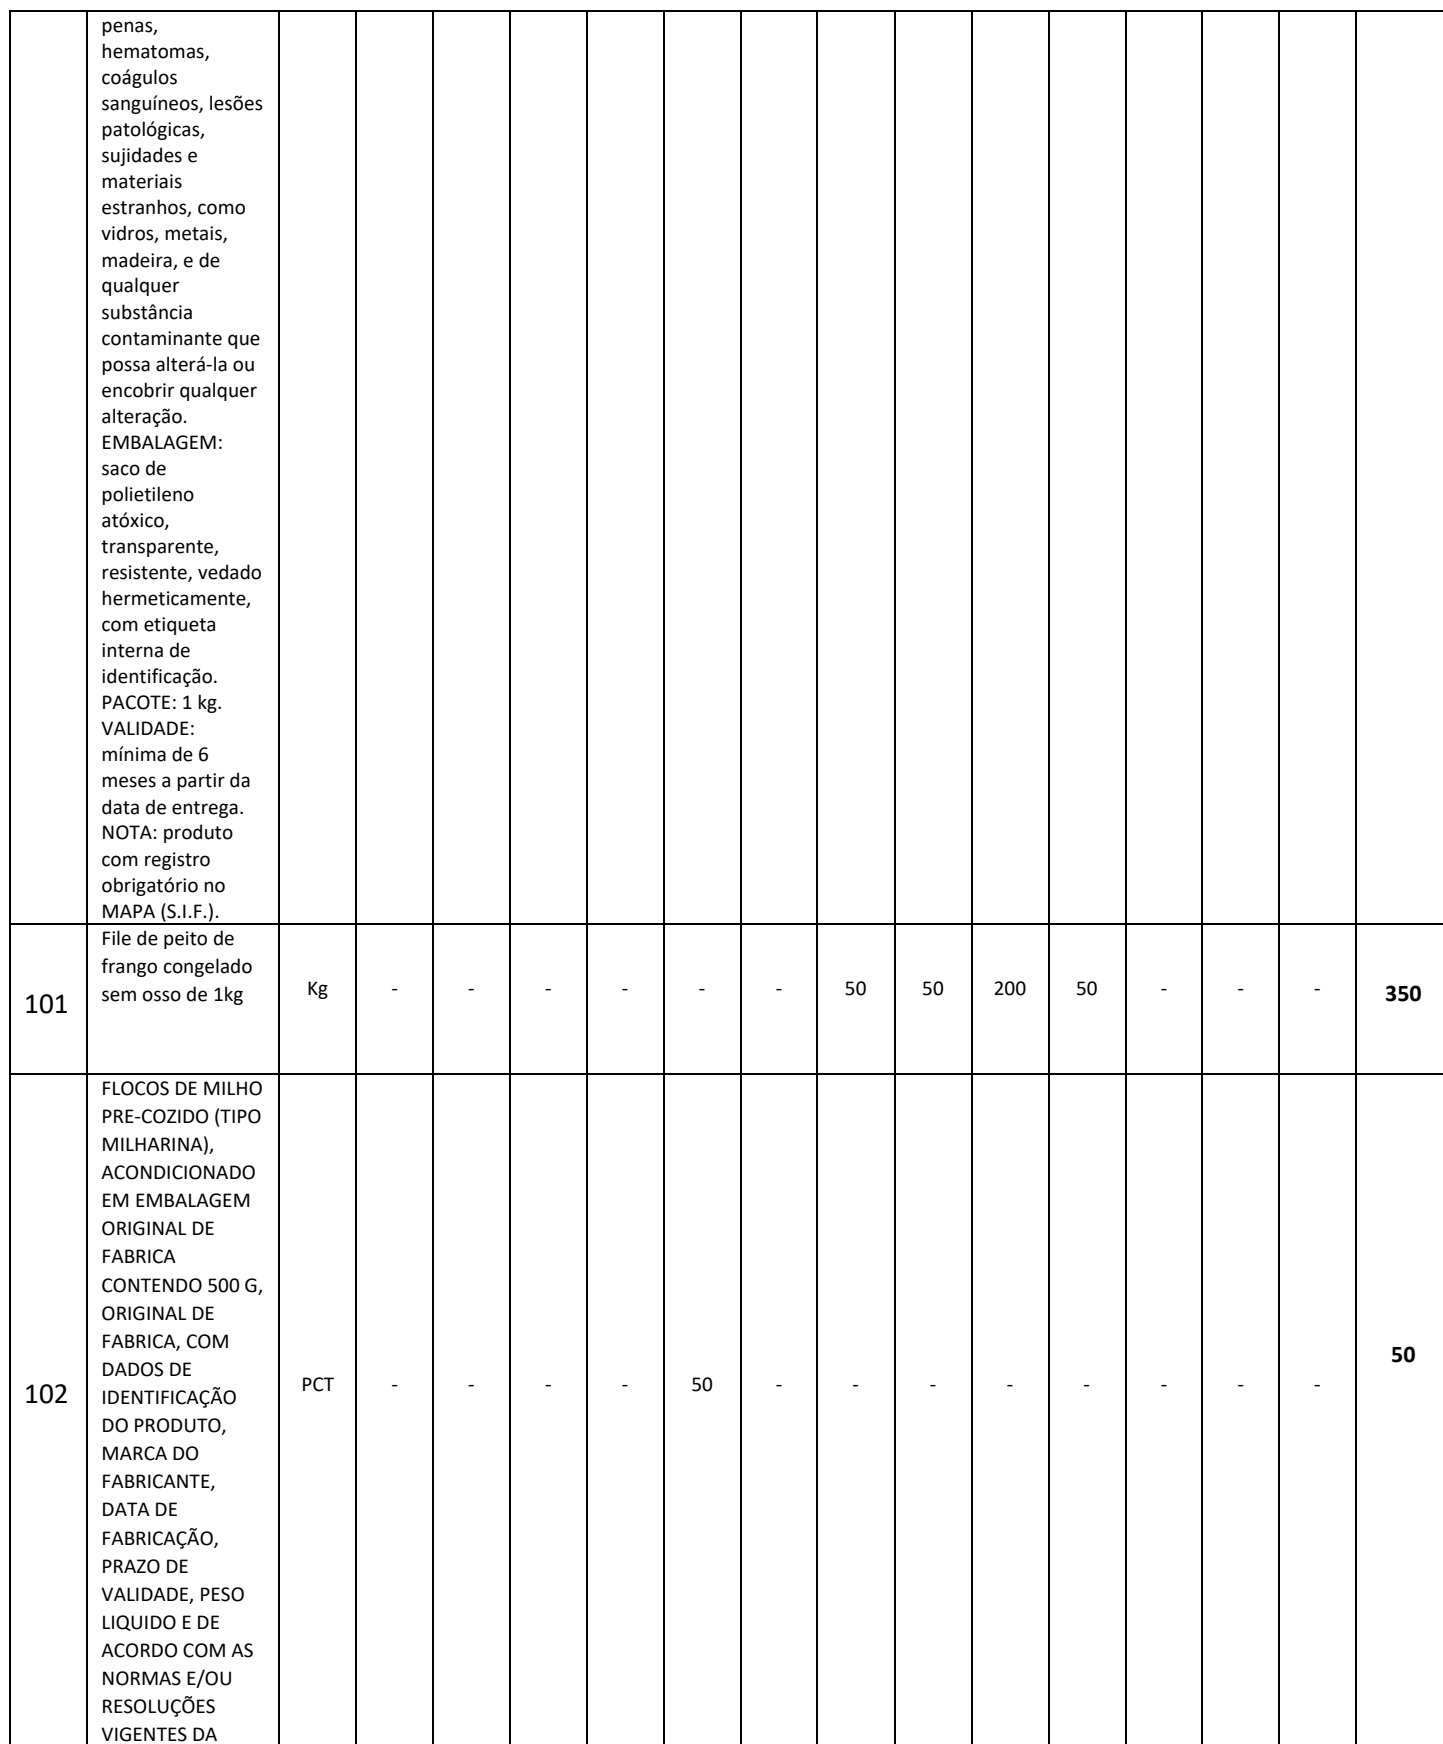 penas,
hematomas,
coágulos
sanguíneos, lesões
patológicas,
sujidades e
materiais
estranhos, como
vidros, metais,
madeira, e de
qualquer
substância
contaminante que
possa alterá-la ou
encobrir qualquer
alteração.
EMBALAGEM:
saco de
polietileno
atóxico,
transparente,
resistente, vedado
hermeticamente,
com etiqueta
interna de
identificação.
PACOTE: 1 kg.
VALIDADE:
mínima de 6
meses a partir da
data de entrega.
NOTA: produto
com registro
obrigatório no
MAPA (S.I.F.).
101
File de peito de
frango congelado
sem osso de 1kg
Kg - - - - - - 50 50 200 50 - - - 350
102
FLOCOS DE MILHO
PRE-COZIDO (TIPO
MILHARINA),
ACONDICIONADO
EM EMBALAGEM
ORIGINAL DE
FABRICA
CONTENDO 500 G,
ORIGINAL DE
FABRICA, COM
DADOS DE
IDENTIFICAÇÃO
DO PRODUTO,
MARCA DO
FABRICANTE,
DATA DE
FABRICAÇÃO,
PRAZO DE
VALIDADE, PESO
LIQUIDO E DE
ACORDO COM AS
NORMAS E/OU
RESOLUÇÕES
VIGENTES DA
PCT - - - - 50 - - - - - - - - 50